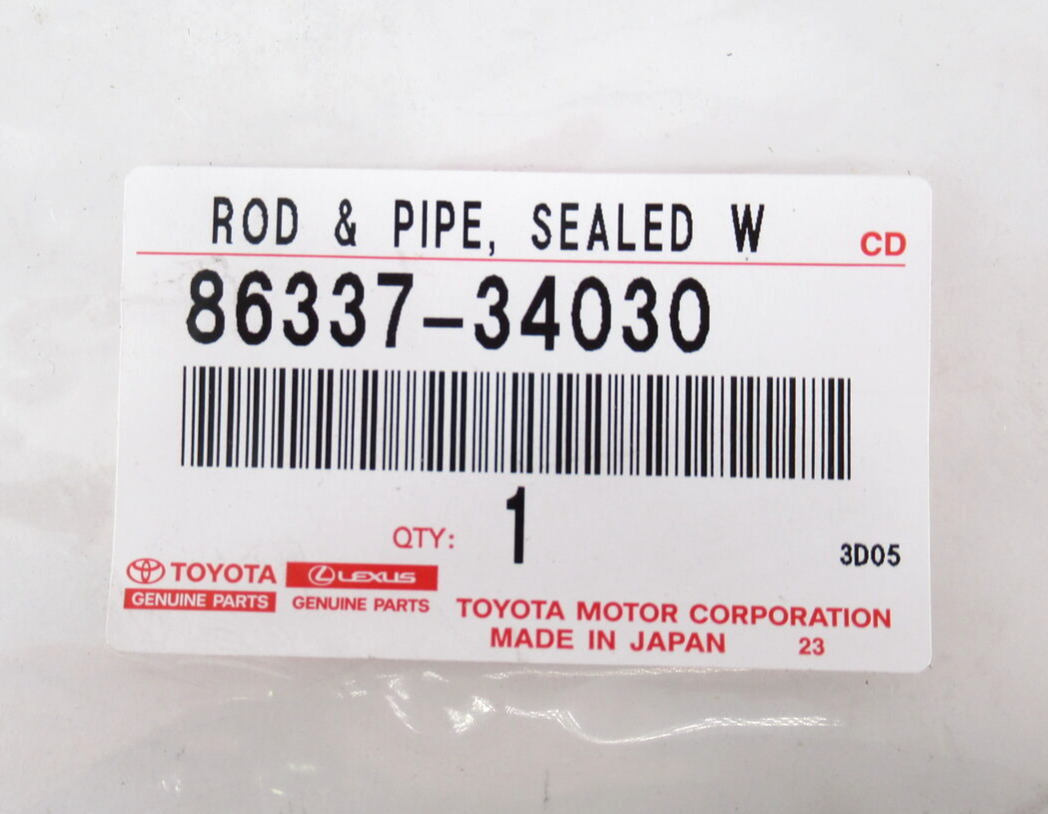 ROD & PIPE, SEALED W CD
86337-34030
QTY: 1
3D05
TOYOTA
GENUINE PARTS
LEXUS
GENUINE PARTS
TOYOTA MOTOR CORPORATION
MADE IN JAPAN 23